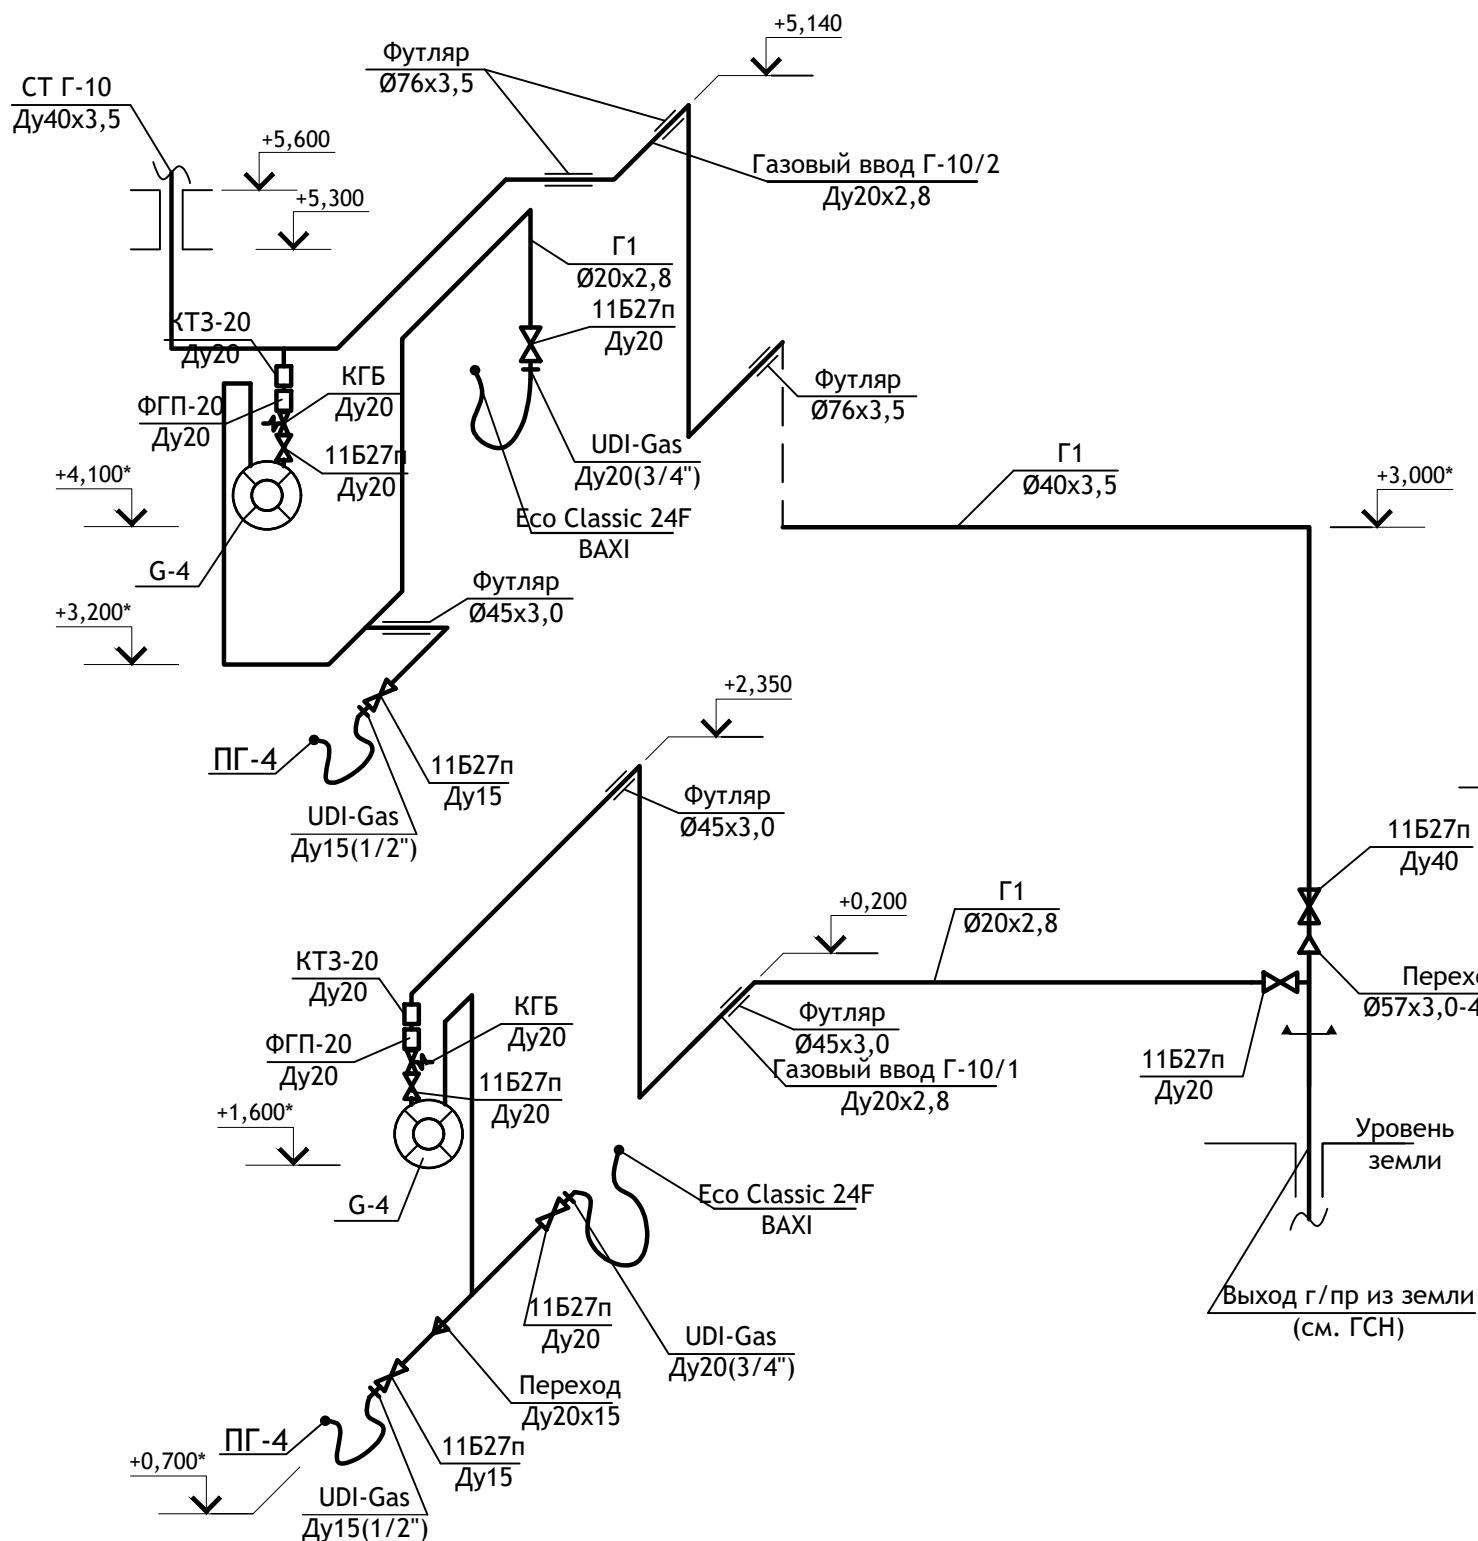 +5,140
Футляр
Ø76х3,5
СТ Г-10
Ду40х3,5
+5,600
Газовый ввод Г-10/2
Ду20х2,8
+5,300
Г1
Ø20х2,8
11Б27п
Ду20
КТЗ-20
Ду20
КГБ
Ду20
ФГП-20
Ду20
Футляр
Ø76х3,5
11Б27п
Ду20
UDI-Gas
Ду20(3/4")
+4,100*
Г1
Ø40х3,5
+3,000*
Eco Classic 24F
BAXI
G-4
Футляр
Ø45х3,0
+3,200*
+2,350
ПГ-4
11Б27п
Ду15
UDI-Gas
Ду15(1/2")
Футляр
Ø45х3,0
11Б27п
Ду40
+0,200
Г1
Ø20х2,8
КТЗ-20
Ду20
КГБ
Ду20
ФГП-20
Ду20
Футляр
Ø45х3,0
Перехо
Ø57х3,0-4
11Б27п
Ду20
Газовый ввод Г-10/1
Ду20х2,8
11Б27п
Ду20
+1,600*
Уровень
земли
G-4
Eco Classic 24F
BAXI
11Б27п
Ду20
Выход г/пр из земли
(см. ГСН)
UDI-Gas
Ду20(3/4")
Переход
Ду20х15
ПГ-4
11Б27п
Ду15
+0,700*
UDI-Gas
Ду15(1/2")